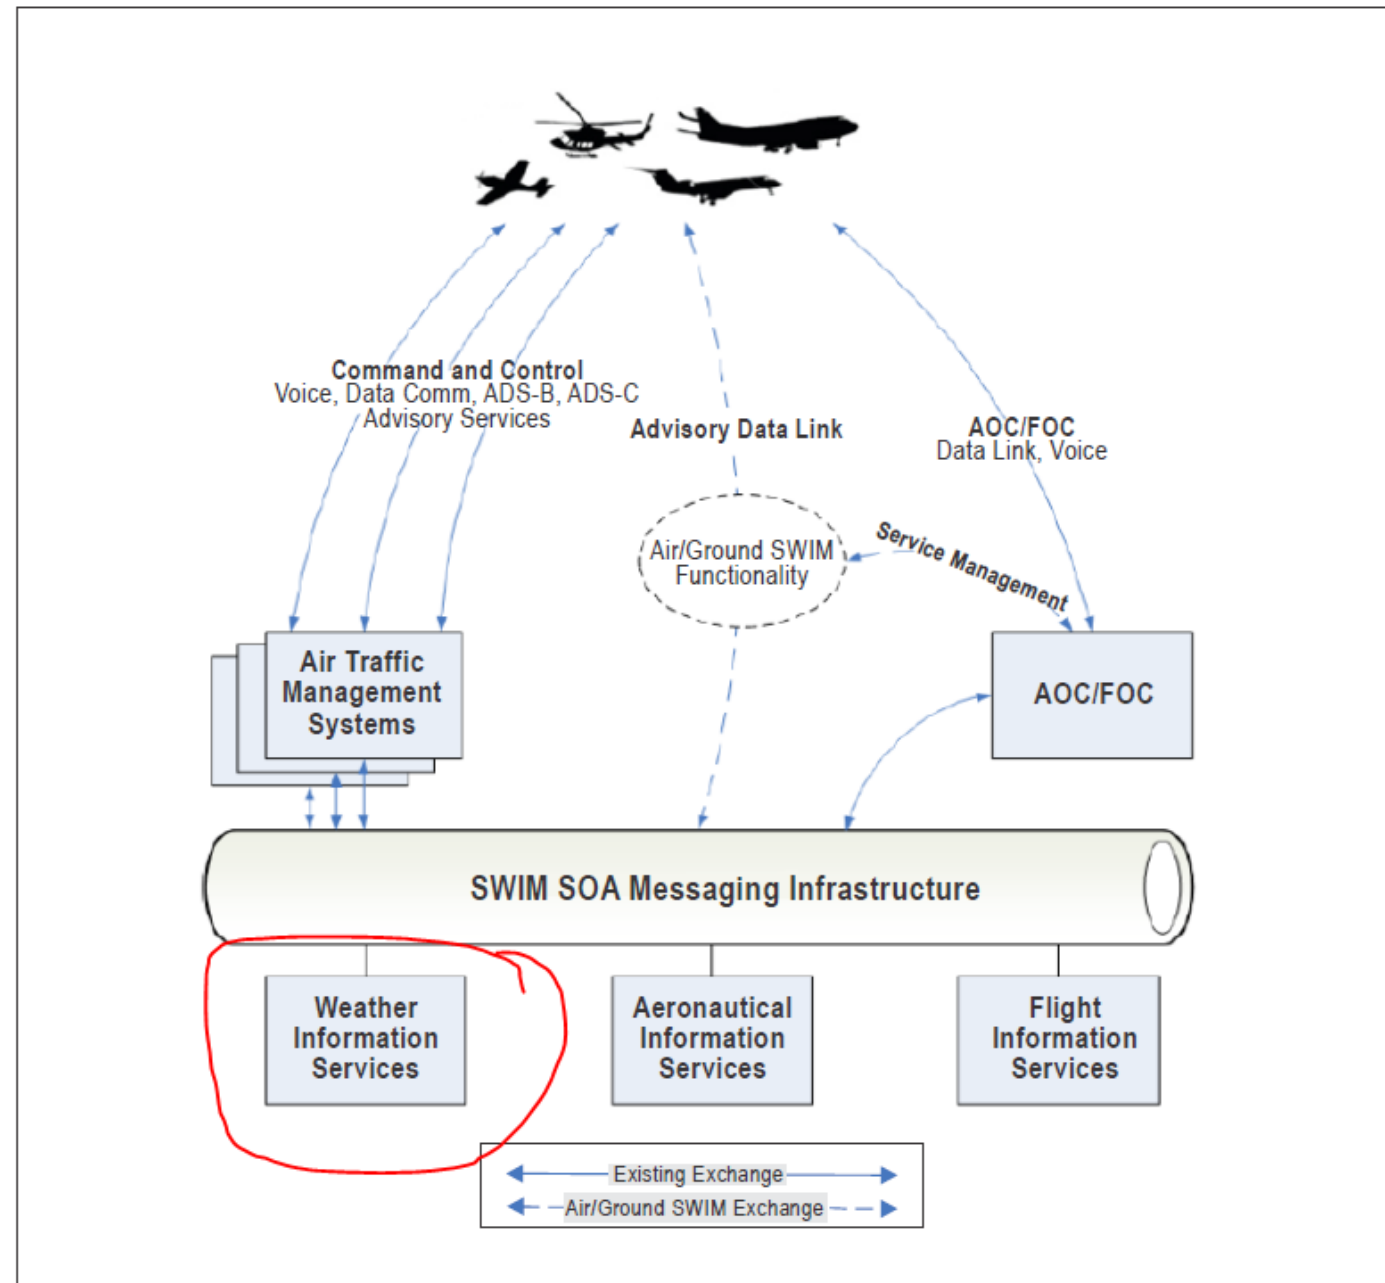 Command and Control
Voice, Data Comm, ADS-B, ADS-C
Advisory Services
Advisory Data Link
AOC/FOC
Data Link, Voice
Air/Ground SWIM
Functionality
Service Management
Air Traffic
Management
Systems
AOC/FOC
SWIM SOA Messaging Infrastructure
Weather
Information
Services
Aeronautical
Information
Services
Flight
Information
Services
Existing Exchange
Air/Ground SWIM Exchange